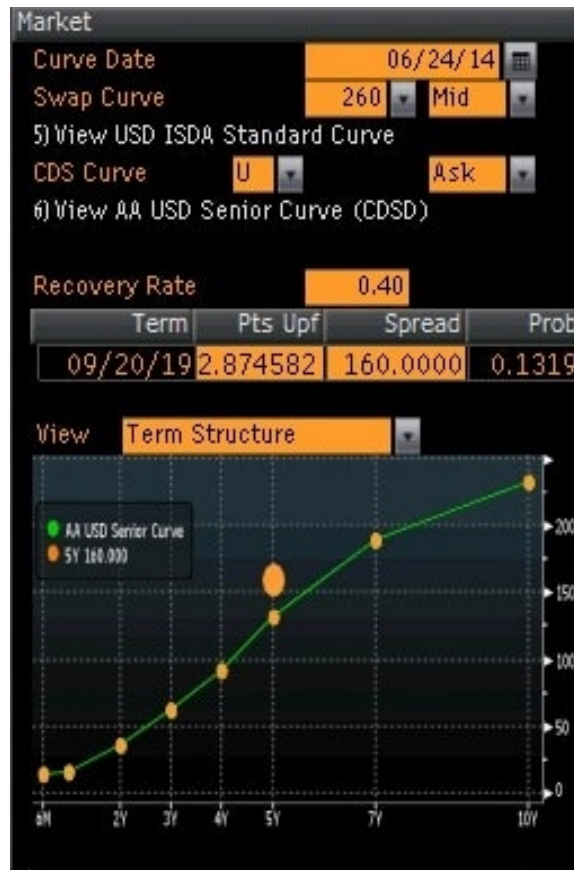 Market
Curve Date 06/24/14
Swap Curve 260 Mid
5) View USD ISDA Standard Curve
CDS Curve U Ask
6) View AA USD Senior Curve (CDSD)
Recovery Rate 0.40
Term Pts Upf Spread Prob
09/20/19 2.874582 160.0000 0.1319
View Term Structure
AA USD Senior Curve
5Y 160.000
200
150
100
50
0
6M 2Y 3Y 4Y 5Y 7Y 10Y